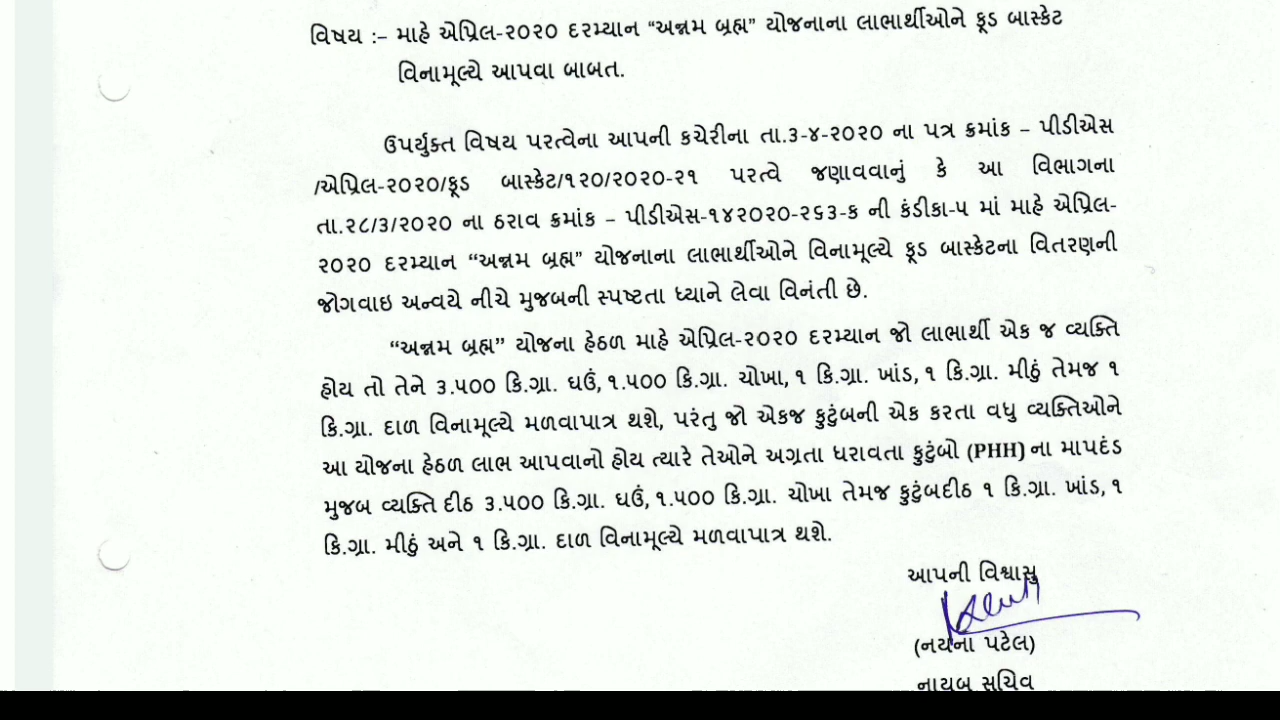 વિષય :– માહે એપ્રિલ-૨૦૨૦ દરમ્યાન “અન્નમ બ્રહ્મ” યોજનાના લાભાર્થીઓને ફૂડ બાસ્કેટ
વિનામૂલ્યે આપવા બાબત.
ઉપર્યુક્ત વિષય પરત્વેના આપની કચેરીના તા.૩-૪-૨૦૨૦ ના પત્ર ક્રમાંક – પીડીએસ
/એપ્રિલ-૨૦૨૦/ફૂડ બાસ્કેટ/૧૨૦/૨૦૨૦-૨૧ પરત્વે જણાવવાનું કે આ વિભાગના
તા.૨૮/૩/૨૦૨૦ ના ઠરાવ ક્રમાંક – પીડીએસ-૧૪૨૦૨૦-૨૬૩-ક ની કંડીકા-૫ માં માહે એપ્રિલ-
૨૦૨૦ દરમ્યાન “અન્નમ બ્રહ્મ” યોજનાના લાભાર્થીઓને વિનામૂલ્યે ફૂડ બાસ્કેટના વિતરણની
જોગવાઇ અન્વયે નીચે મુજબની સ્પષ્ટતા ધ્યાને લેવા વિનંતી છે.
“અન્નમ બ્રહ્મ” યોજના હેઠળ માહે એપ્રિલ-૨૦૨૦ દરમ્યાન જો લાભાર્થી એક જ વ્યક્તિ
હોય તો તેને ૩.૫૦૦ કિ.ગ્રા. ઘઉં, ૧.૫૦૦ કિ.ગ્રા. ચોખા, ૧ કિ.ગ્રા. ખાંડ, ૧ કિ.ગ્રા. મીઠું તેમજ ૧
કિ.ગ્રા. દાળ વિનામૂલ્યે મળવાપાત્ર થશે, પરંતુ જો એકજ કુટુંબની એક કરતા વધુ વ્યક્તિઓને
આ યોજના હેઠળ લાભ આપવાનો હોય ત્યારે તેઓને અગ્રતા ધરાવતા કુટુંબો (PHH) ના માપદંડ
મુજબ વ્યક્તિ દીઠ ૩.૫૦૦ કિ.ગ્રા. ઘઉં, ૧.૫૦૦ કિ.ગ્રા. ચોખા તેમજ કુટુંબદીઠ ૧ કિ.ગ્રા. ખાંડ, ૧
કિ.ગ્રા. મીઠું અને ૧ કિ.ગ્રા. દાળ વિનામૂલ્યે મળવાપાત્ર થશે.
આપની વિશ્વાસુ
(નયના પટેલ)
નાયબ સચિવ